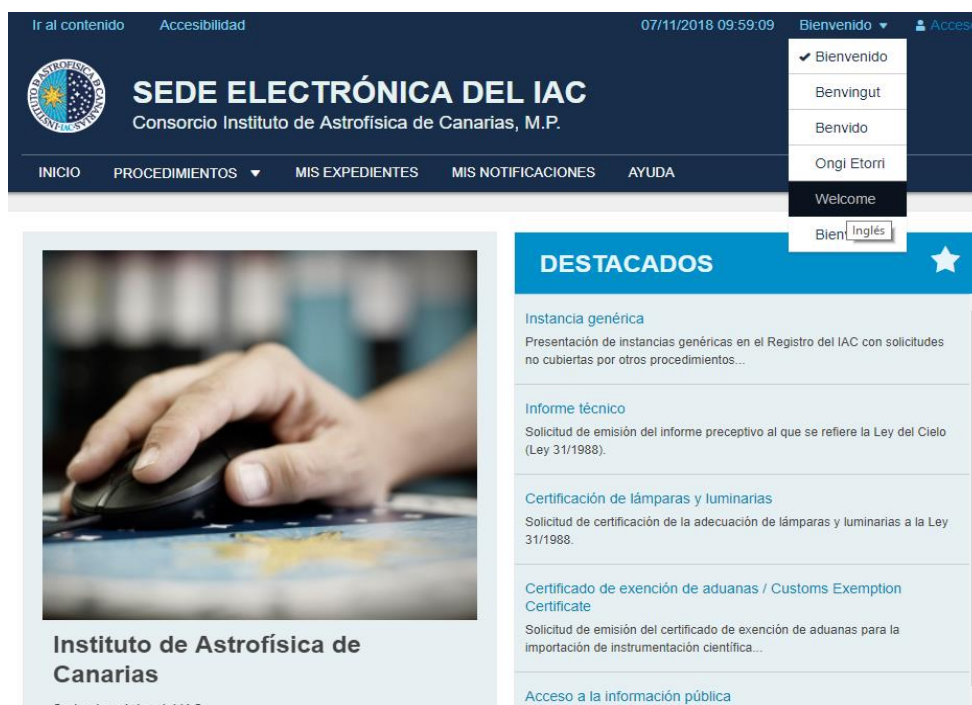 Ir al contenido Accesibilidad 07/11/2018 09:59:09 Bienvenido
Bienvenido
Benvingut
Benvido
Ongi Etorri
Welcome
Inglés
SEDE ELECTRÓNICA DEL IAC
Consorcio Instituto de Astrofísica de Canarias, M.P.
INICIO PROCEDIMIENTOS MIS EXPEDIENTES MIS NOTIFICACIONES AYUDA
DESTACADOS
Instancia genérica
Presentación de instancias genéricas en el Registro del IAC con solicitudes
no cubiertas por otros procedimientos...
Informe técnico
Solicitud de emisión del informe preceptivo al que se refiere la Ley del Cielo
(Ley 31/1988).
Certificación de lámparas y luminarias
Solicitud de certificación de la adecuación de lámparas y luminarias a la Ley
31/1988.
Certificado de exención de aduanas / Customs Exemption
Certificate
Solicitud de emisión del certificado de exención de aduanas para la
importación de instrumentación científica...
Acceso a la información pública
Instituto de Astrofísica de
Canarias